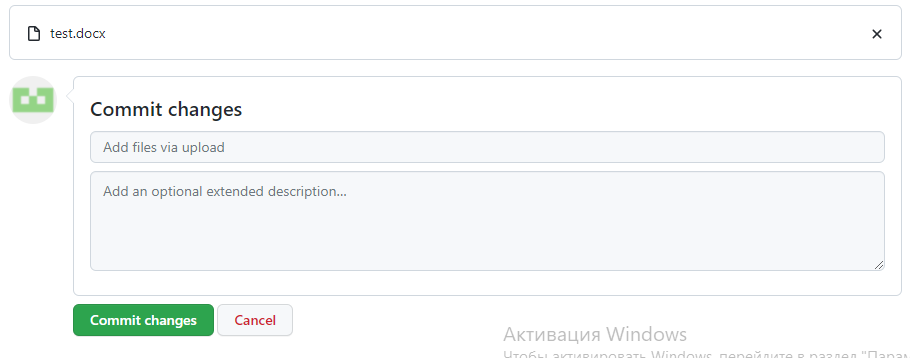 test.docx
Commit changes
Add files via upload
Add an optional extended description...
Commit changes Cancel
Активация Windows
Чтобы активировать Windows, перейдите в раздел "Парам